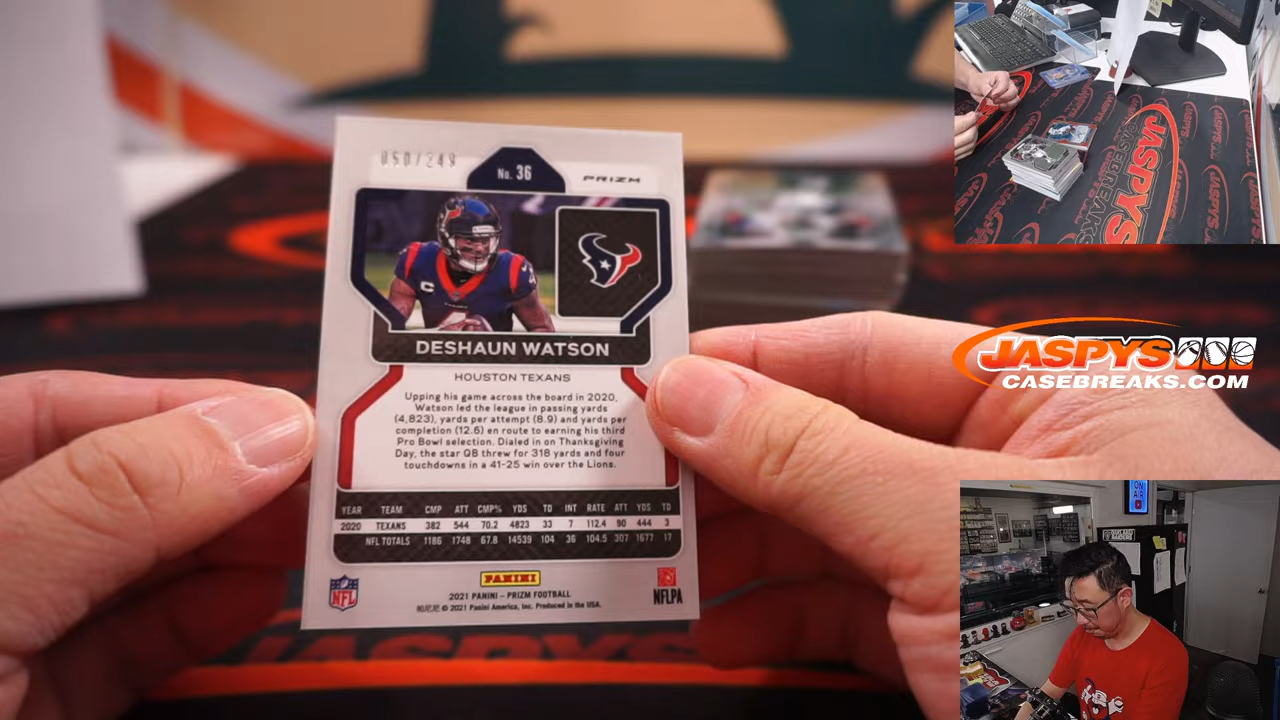 050/249
No. 36
PRIZM
DESHAUN WATSON
HOUSTON TEXANS
Upping his game across the board in 2020,
Watson led the league in passing yards
(4,823), yards per attempt (8.9) and yards per
completion (12.6) en route to earning his third
Pro Bowl selection. Dialed in on Thanksgiving
Day, the star QB threw for 318 yards and four
touchdowns in a 41-25 win over the Lions.
YEAR TEAM CMP ATT CMP% YDS TD INT RATE ATT YDS TD
2020 TEXANS 382 544 70.2 4823 33 7 112.4 90 444 3
NFL TOTALS 1186 1748 67.8 14539 104 36 104.5 307 1677 17
NFL
PANINI
NFLPA
2021 PANINI – PRIZM FOOTBALL
© 2021 Panini America, Inc. Produced in the USA.
JASPYS
JASPYS
CASEBREAKS
JASPYS
CASEBREAKS.COM
ON
AIR